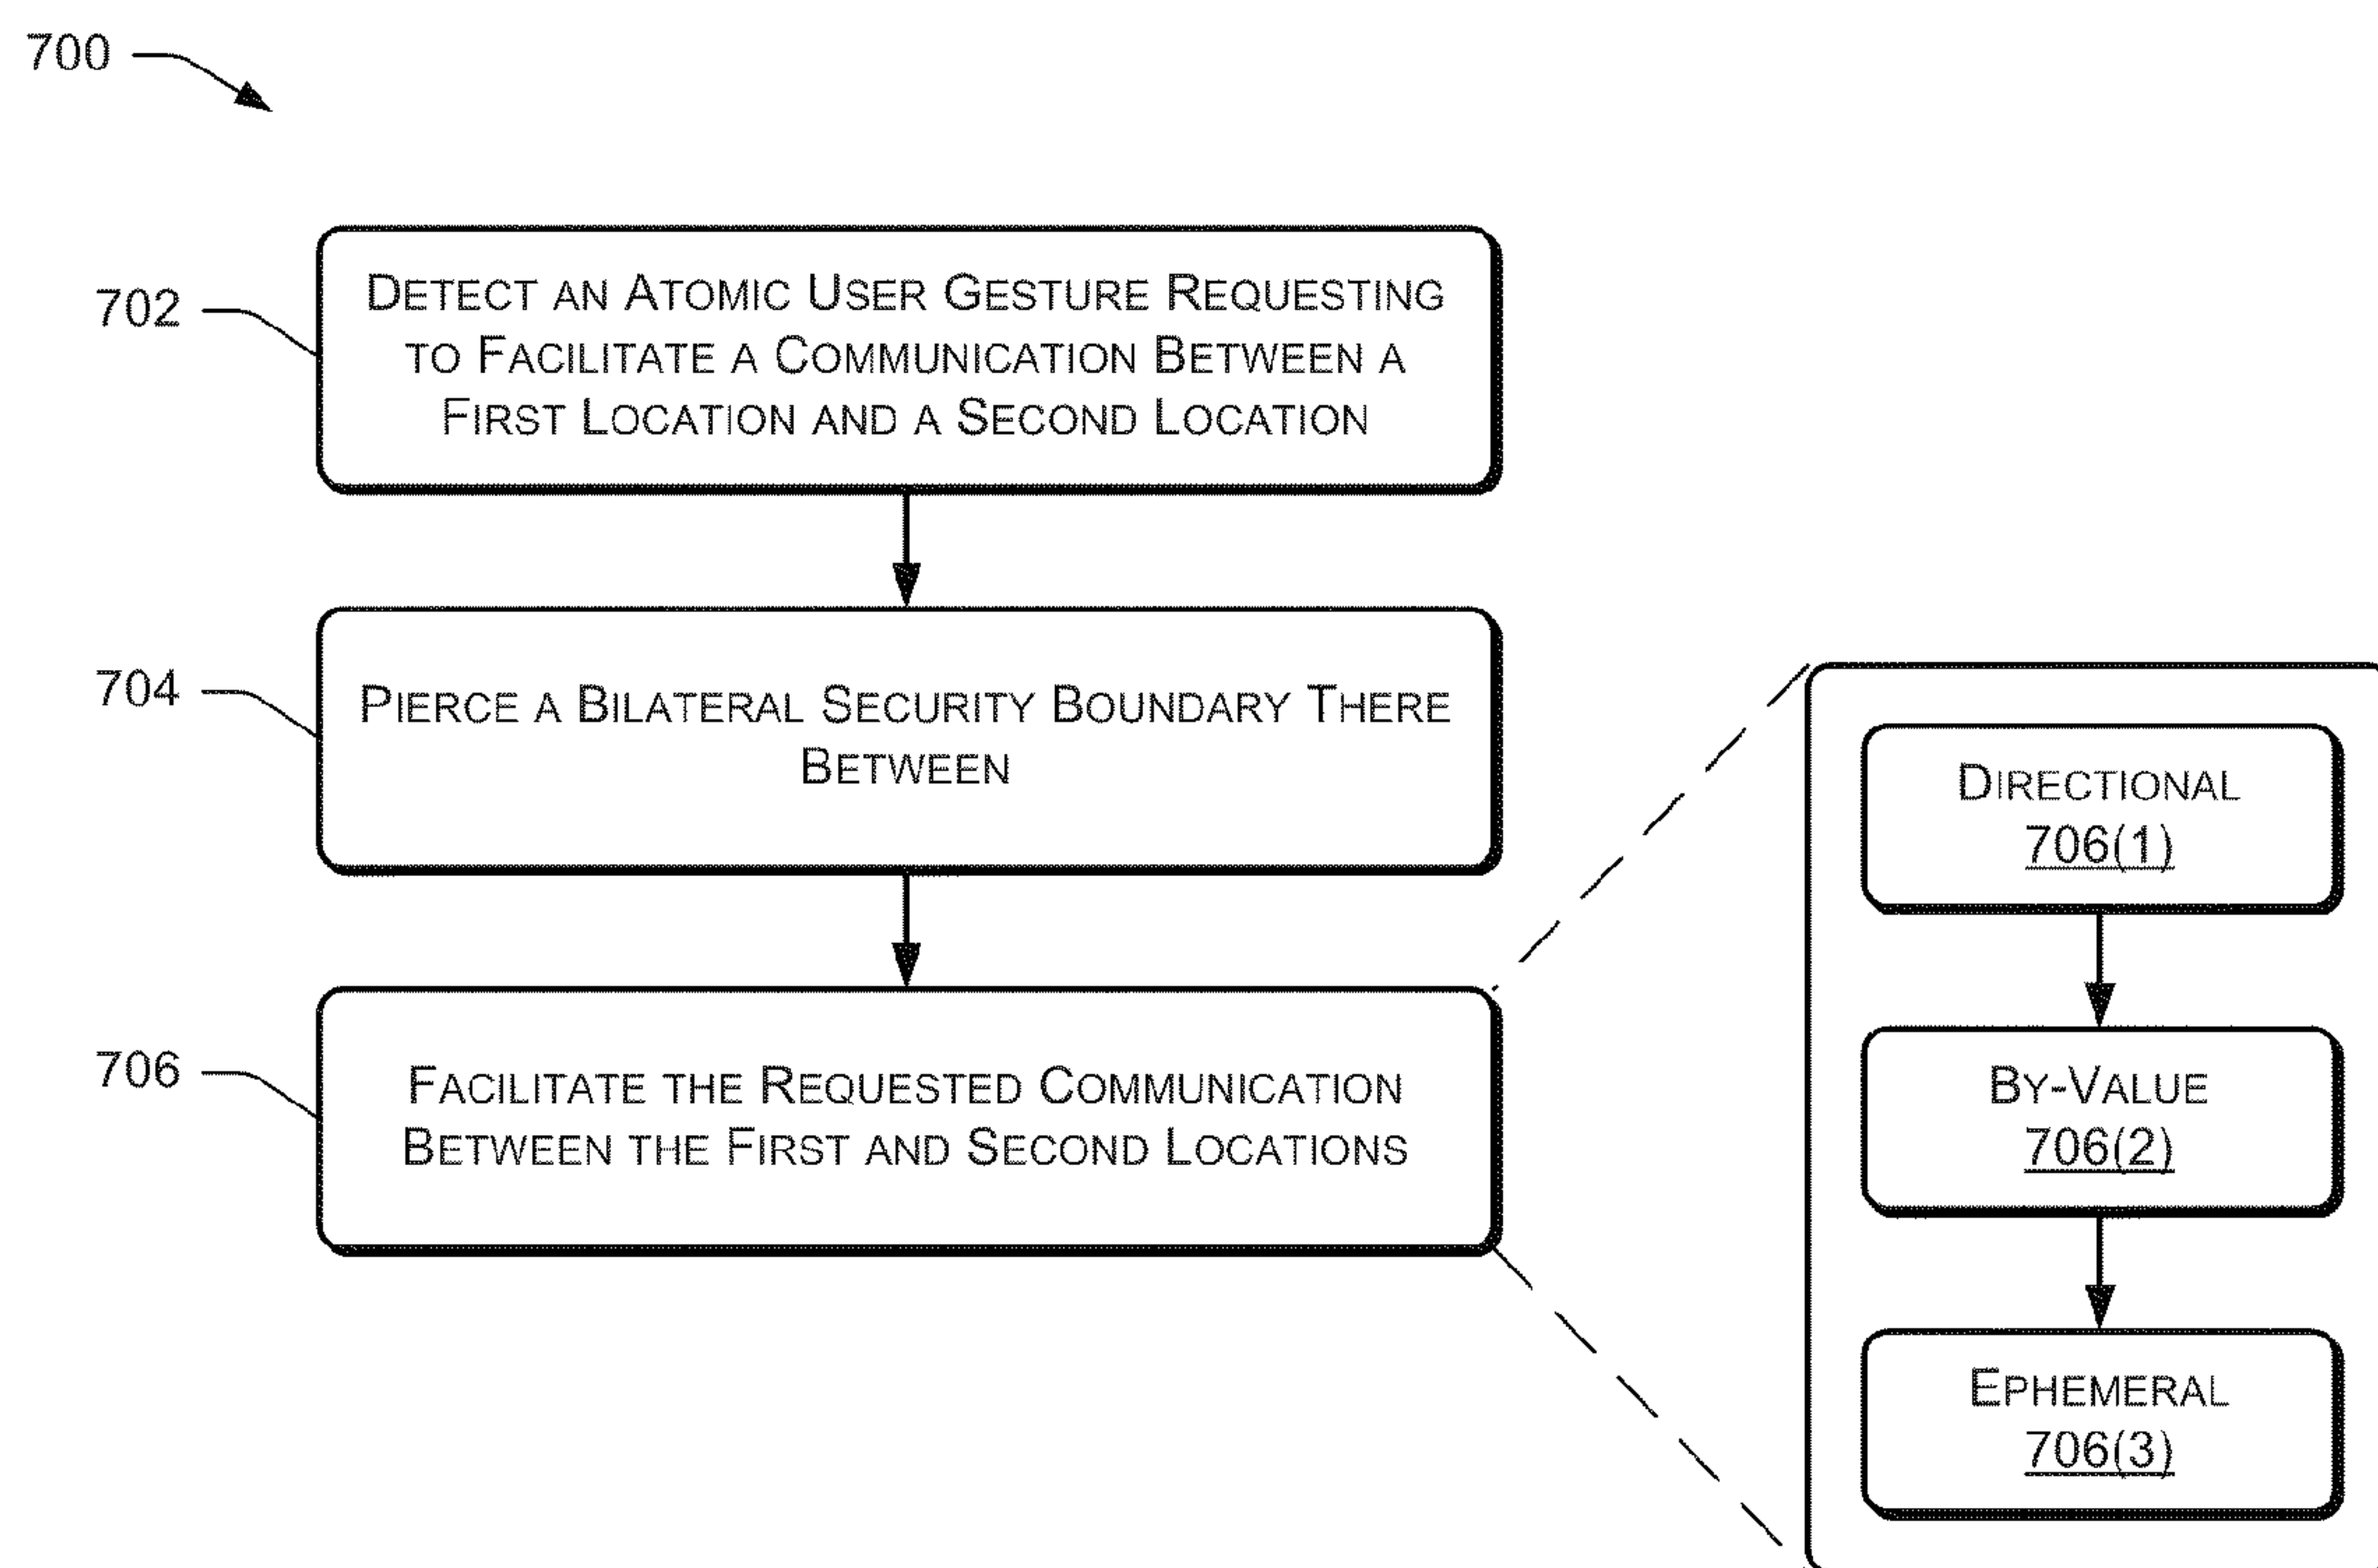 700
702
DETECT AN ATOMIC USER GESTURE REQUESTING
TO FACILITATE A COMMUNICATION BETWEEN A
FIRST LOCATION AND A SECOND LOCATION
704
PIERCE A BILATERAL SECURITY BOUNDARY THERE
BETWEEN
706
FACILITATE THE REQUESTED COMMUNICATION
BETWEEN THE FIRST AND SECOND LOCATIONS
DIRECTIONAL
706(1)
BY-VALUE
706(2)
EPHEMERAL
706(3)